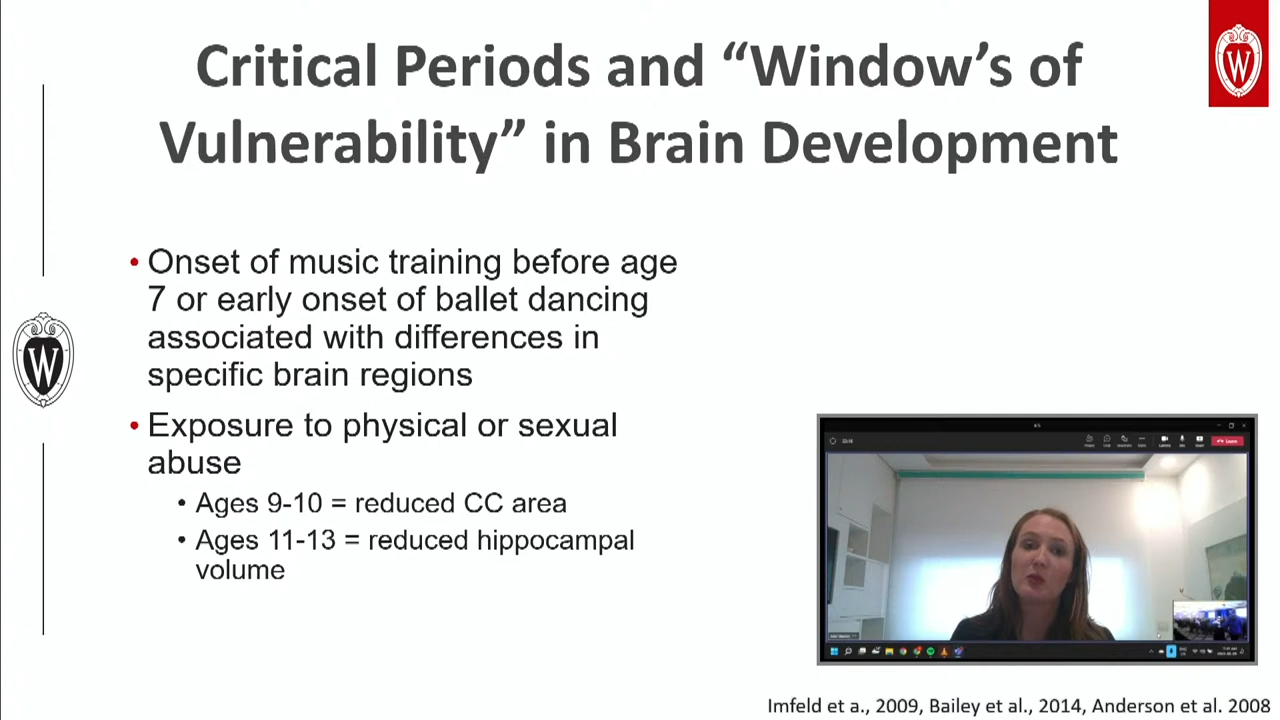 Critical Periods and “Window’s of
Vulnerability” in Brain Development
W
W
• Onset of music training before age
7 or early onset of ballet dancing
associated with differences in
specific brain regions
• Exposure to physical or sexual
abuse
• Ages 9-10 = reduced CC area
• Ages 11-13 = reduced hippocampal
volume
Leave
Imfeld et a., 2009, Bailey et al., 2014, Anderson et al. 2008